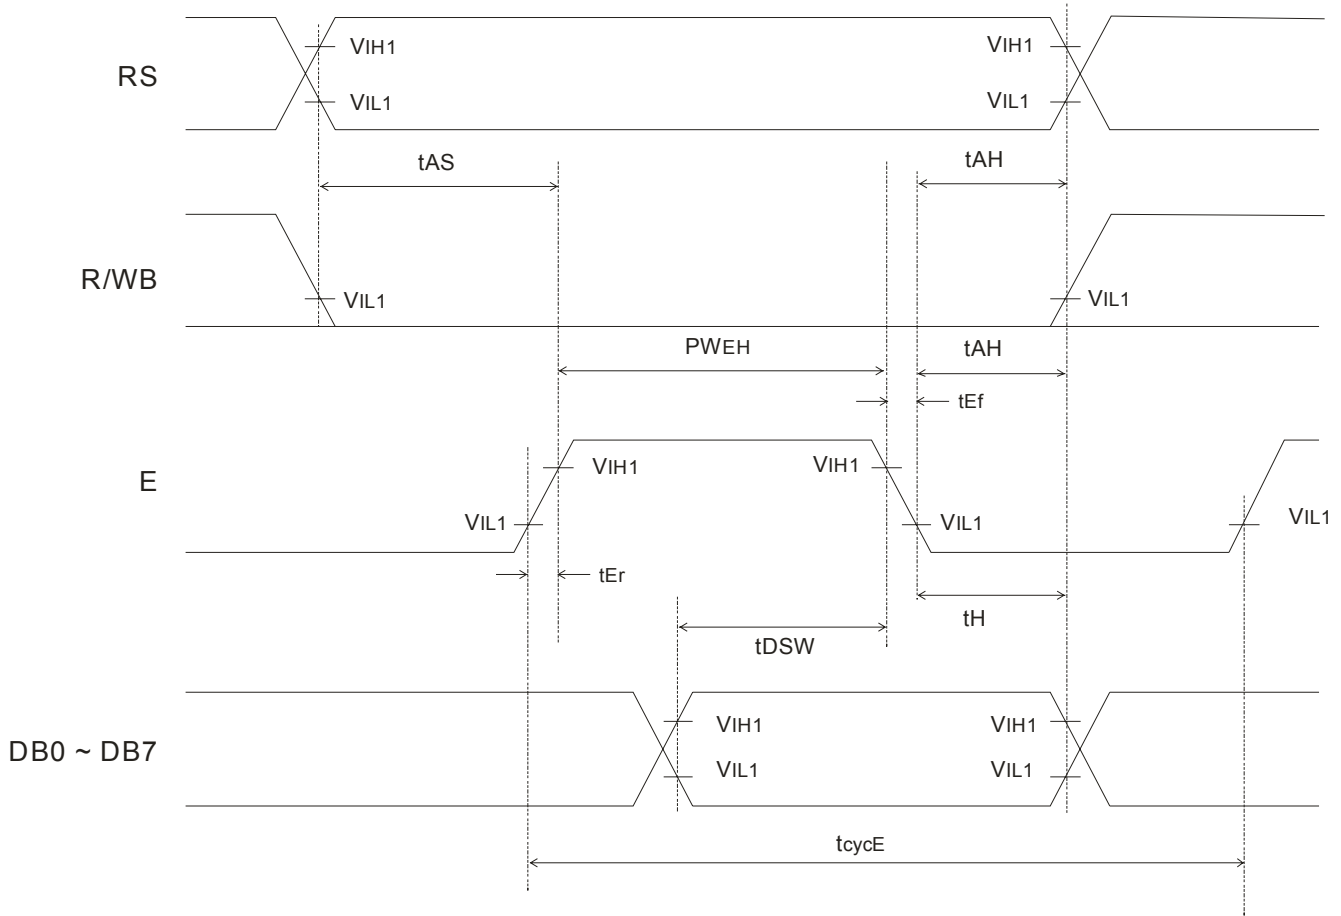 VIH1
VIH1
RS
VIL1
VIL1
tAS
tAH
R/WB
VIL1
VIL1
PWEH
tAH
tEf
VIH1
VIH1
E
VIL1
VIL1
VIL1
tEr
tH
tDSW
VIH1
VIH1
DB0 ~ DB7
VIL1
VIL1
tcycE